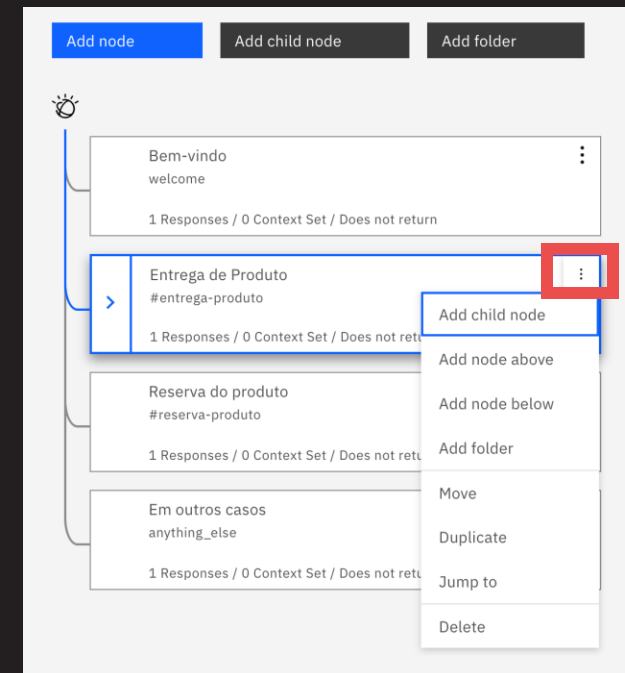 Add node
Add child node
Add folder
Bem-vindo
welcome
1 Responses / 0 Context Set / Does not return
Entrega de Produto
#entrega-produto
1 Responses / 0 Context Set / Does not retu
Add child node
Add node above
Add node below
Add folder
Move
Duplicate
Jump to
Delete
Reserva do produto
#reserva-produto
1 Responses / 0 Context Set / Does not retu
Em outros casos
anything_else
1 Responses / 0 Context Set / Does not retu